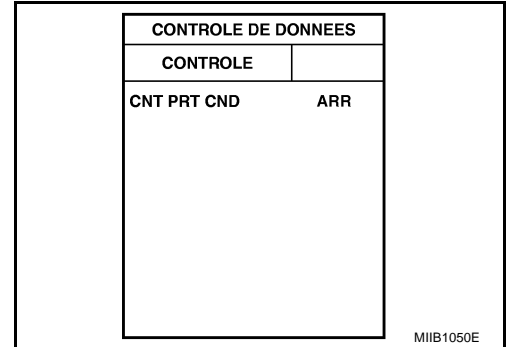 CONTROLE DE DONNEES
CONTROLE
CNT PRT CND ARR
MIIB1050E